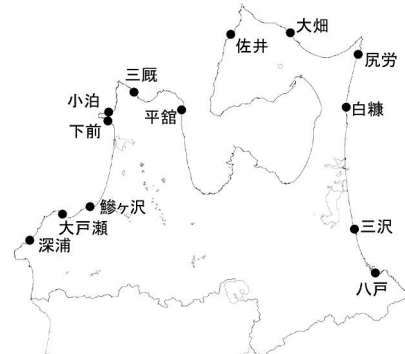 大畑
佐井
尻労
三厩
小泊
平舘
白糠
下前
鰺ヶ沢
大戸瀬
三沢
深浦
八戸